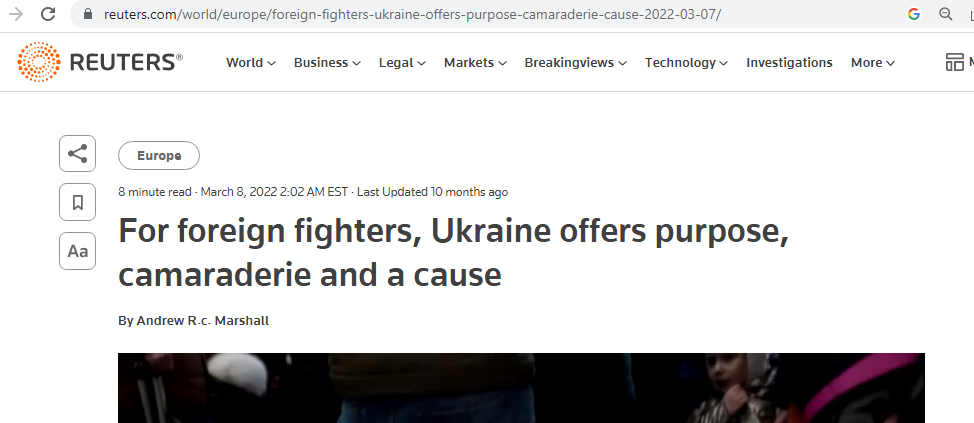 reuters.com/world/europe/foreign-fighters-ukraine-offers-purpose-camaraderie-cause-2022-03-07/
REUTERS®
World Business Legal Markets Breakingviews Technology Investigations More
Europe
8 minute read · March 8, 2022 2:02 AM EST · Last Updated 10 months ago
Aa
For foreign fighters, Ukraine offers purpose,
camaraderie and a cause
By Andrew R.c. Marshall